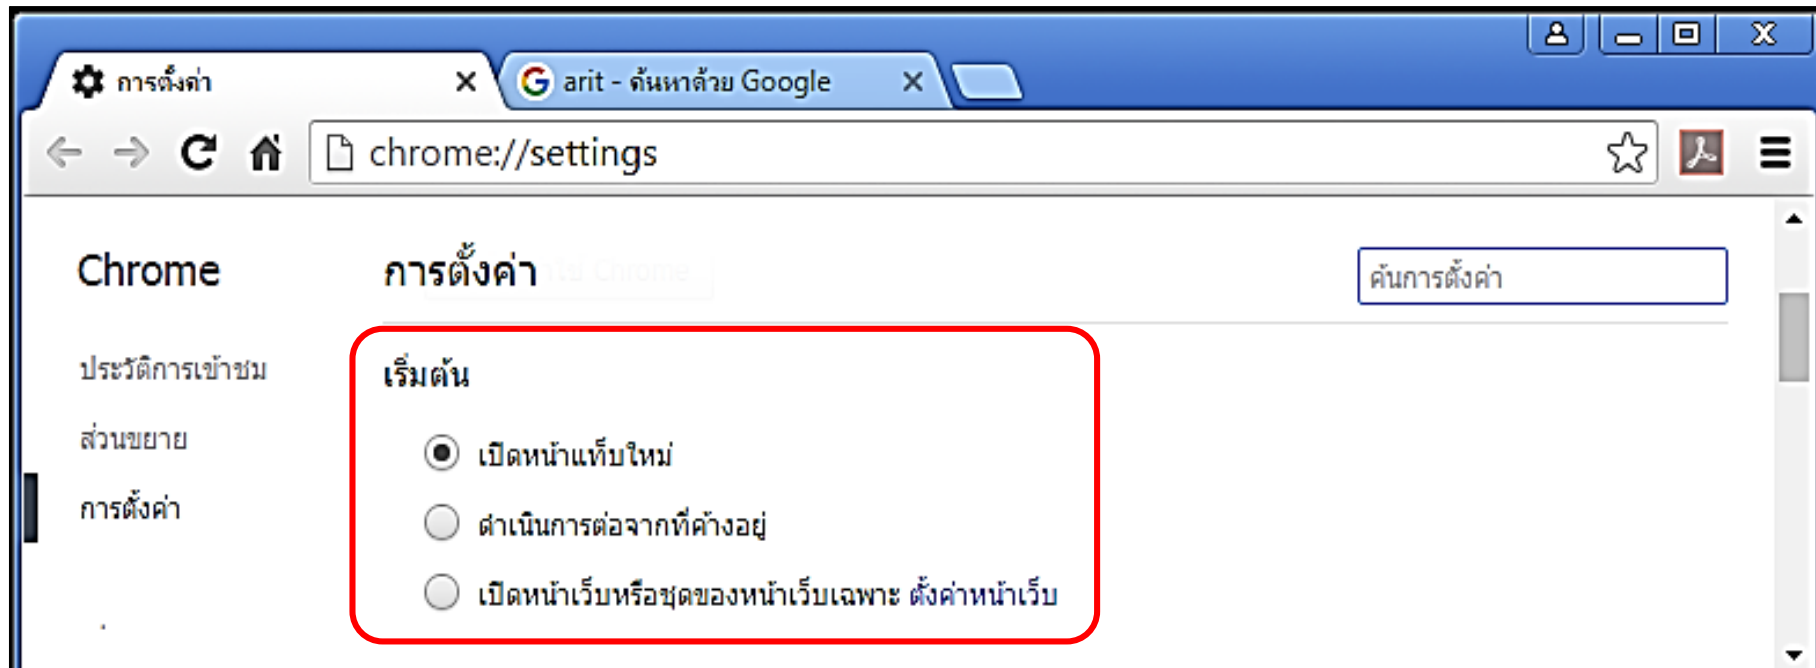 การตั้งค่า
arit - ค้นหาด้วย Google
chrome://settings
Chrome
การตั้งค่า
ค้นการตั้งค่า
ประวัติการเข้าชม
ส่วนขยาย
การตั้งค่า
เริ่มต้น
เปิดหน้าแท็บใหม่
ดำเนินการต่อจากที่ค้างอยู่
เปิดหน้าเว็บหรือชุดของหน้าเว็บเฉพาะ ตั้งค่าหน้าเว็บ